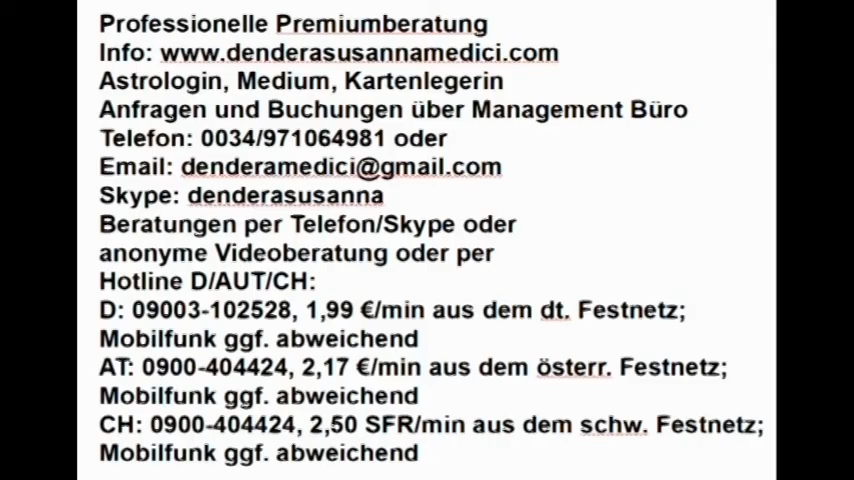 Professionelle Premiumberatung
Info: www.denderasusannamedici.com
Astrologin, Medium, Kartenlegerin
Anfragen und Buchungen über Management Büro
Telefon: 0034/971064981 oder
Email: denderamedici@gmail.com
Skype: denderasusanna
Beratungen per Telefon/Skype oder
anonyme Videoberatung oder per
Hotline D/AUT/CH:
D: 09003-102528, 1,99 €/min aus dem dt. Festnetz;
Mobilfunk ggf. abweichend
AT: 0900-404424, 2,17 €/min aus dem österr. Festnetz;
Mobilfunk ggf. abweichend
CH: 0900-404424, 2,50 SFR/min aus dem schw. Festnetz;
Mobilfunk ggf. abweichend